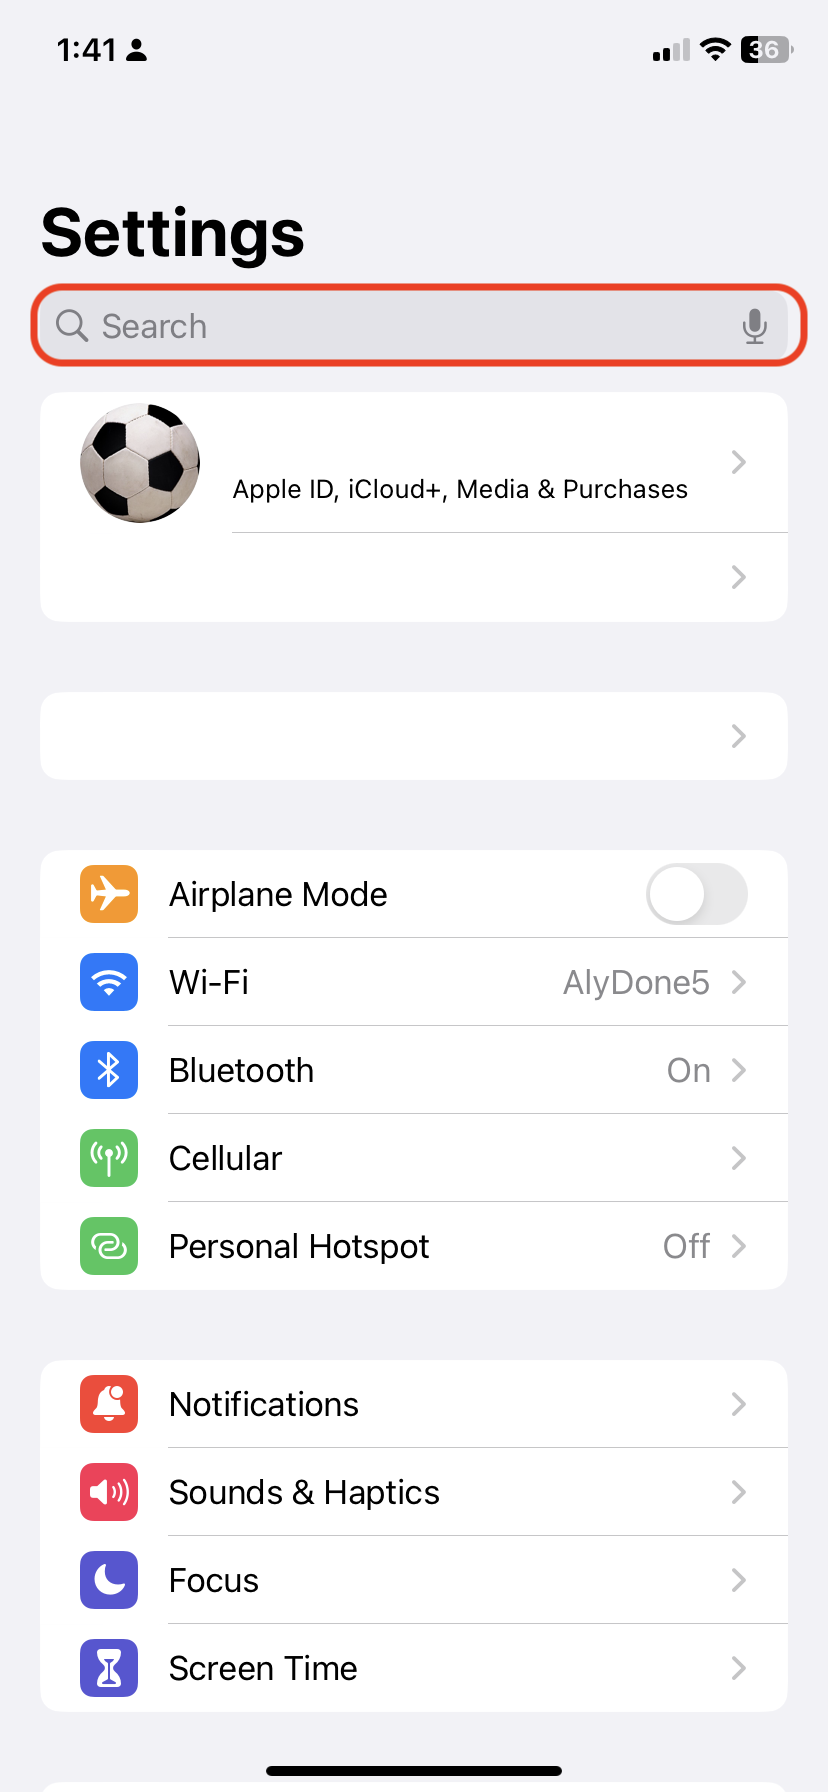 1:41
36
Settings
Search
Apple ID, iCloud+, Media & Purchases
Airplane Mode
Wi-Fi AlyDone5
Bluetooth On
Cellular
Personal Hotspot Off
Notifications
Sounds & Haptics
Focus
Screen Time